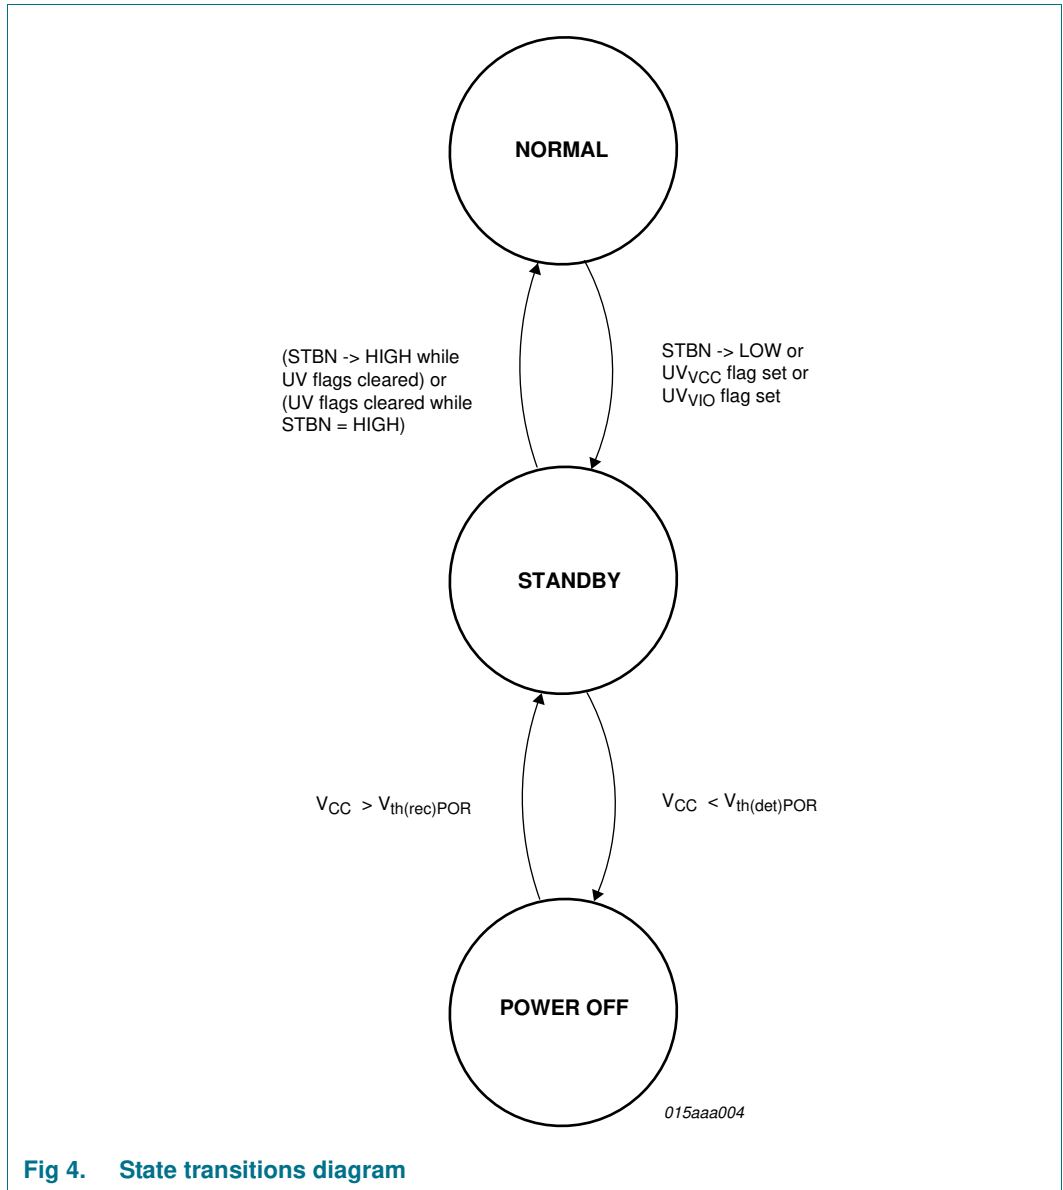 NORMAL
(STBN -> HIGH while
UV flags cleared) or
(UV flags cleared while
STBN = HIGH)
STBN -> LOW or
UVVCC flag set or
UVVIO flag set
STANDBY
VCC > Vth(rec)POR
VCC < Vth(det)POR
POWER OFF
015aaa004
Fig 4. State transitions diagram